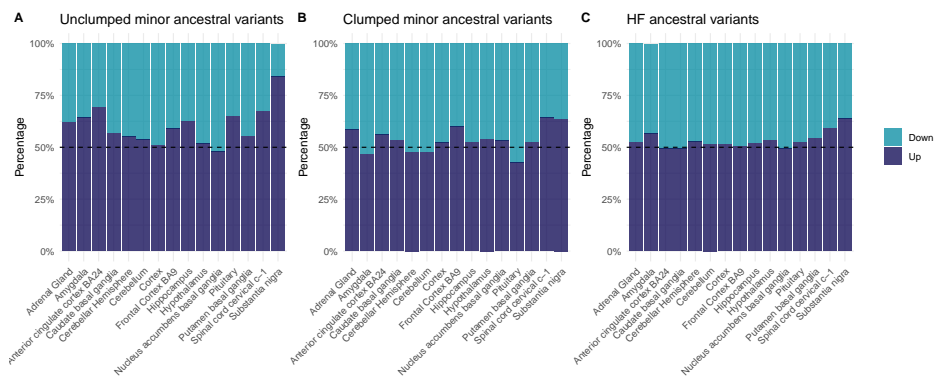 A Unclumped minor ancestral variants
100%
75%
50%
25%
0%
Percentage
Adrenal Gland
Amygdala
Anterior cingulate cortex BA24
Caudate basal ganglia
Cerebellar Hemisphere
Cerebellum
Cortex
Frontal Cortex BA9
Hippocampus
Hypothalamus
Nucleus accumbens basal ganglia
Pituitary
Putamen basal ganglia
Spinal cord cervical c-1
Substantia nigra
B Clumped minor ancestral variants
100%
75%
50%
25%
0%
Percentage
Adrenal Gland
Amygdala
Anterior cingulate cortex BA24
Caudate basal ganglia
Cerebellar Hemisphere
Cerebellum
Cortex
Frontal Cortex BA9
Hippocampus
Hypothalamus
Nucleus accumbens basal ganglia
Pituitary
Putamen basal ganglia
Spinal cord cervical c-1
Substantia nigra
C HF ancestral variants
100%
75%
50%
25%
0%
Percentage
Adrenal Gland
Amygdala
Anterior cingulate cortex BA24
Caudate basal ganglia
Cerebellar Hemisphere
Cerebellum
Cortex
Frontal Cortex BA9
Hippocampus
Hypothalamus
Nucleus accumbens basal ganglia
Pituitary
Putamen basal ganglia
Spinal cord cervical c-1
Substantia nigra
Down
Up